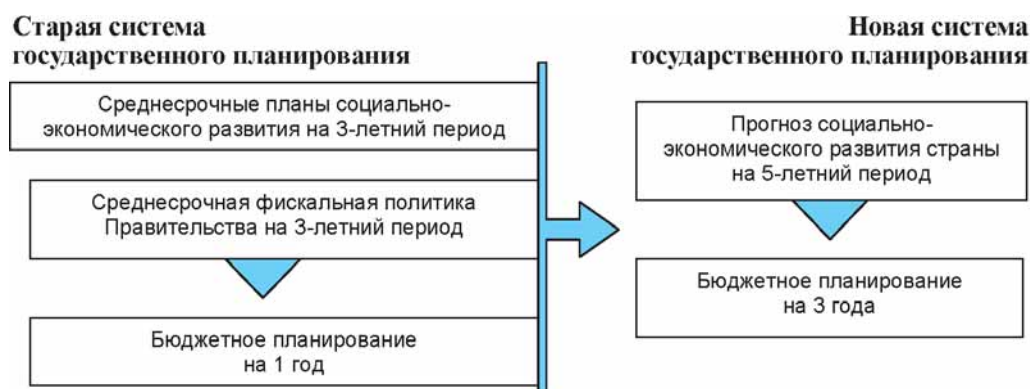 Старая система
государственного планирования
Среднесрочные планы социально-
экономического развития на 3-летний период
Среднесрочная фискальная политика
Правительства на 3-летний период
Бюджетное планирование
на 1 год
Новая система
государственного планирования
Прогноз социально-
экономического развития страны
на 5-летний период
Бюджетное планирование
на 3 года